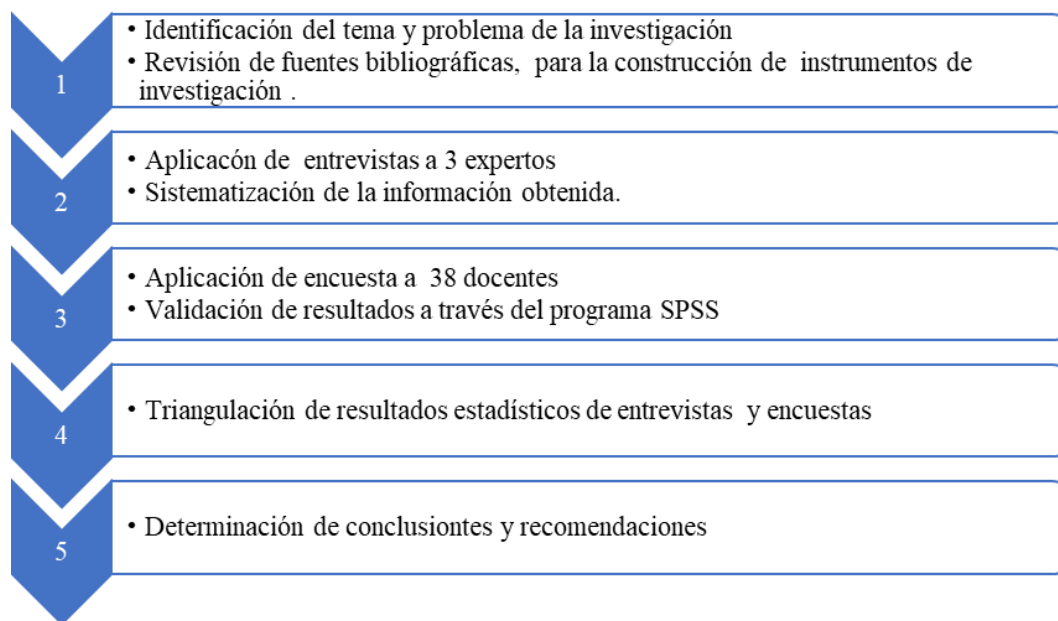 1
• Identificación del tema y problema de la investigación
• Revisión de fuentes bibliográficas, para la construcción de instrumentos de
investigación .
2
• Aplicacón de entrevistas a 3 expertos
• Sistematización de la información obtenida.
3
• Aplicación de encuesta a 38 docentes
• Validación de resultados a través del programa SPSS
4
• Triangulación de resultados estadísticos de entrevistas y encuestas
5
• Determinación de conclusiontes y recomendaciones